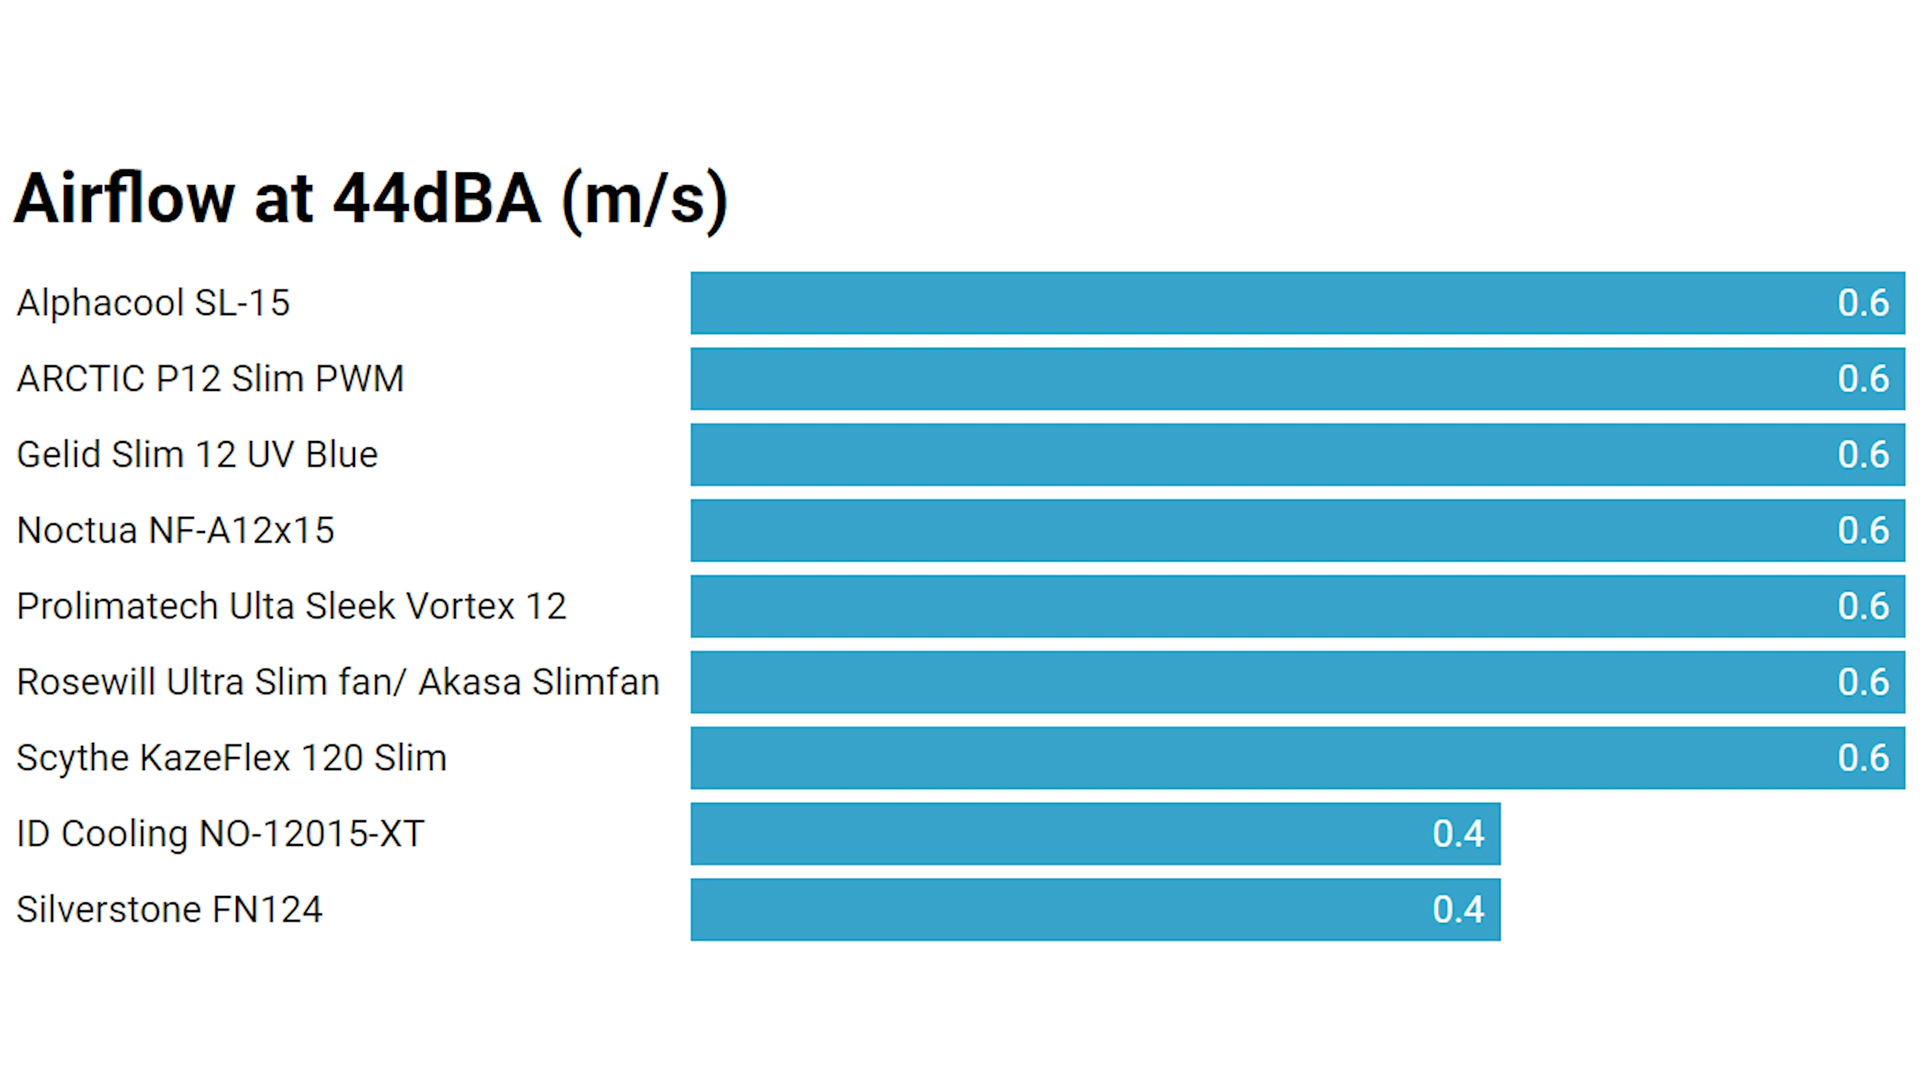 Airflow at 44dBA (m/s)
Alphacool SL-15 0.6
ARCTIC P12 Slim PWM 0.6
Gelid Slim 12 UV Blue 0.6
Noctua NF-A12x15 0.6
Prolimatech Ulta Sleek Vortex 12 0.6
Rosewill Ultra Slim fan/ Akasa Slimfan 0.6
Scythe KazeFlex 120 Slim 0.6
ID Cooling NO-12015-XT 0.4
Silverstone FN124 0.4